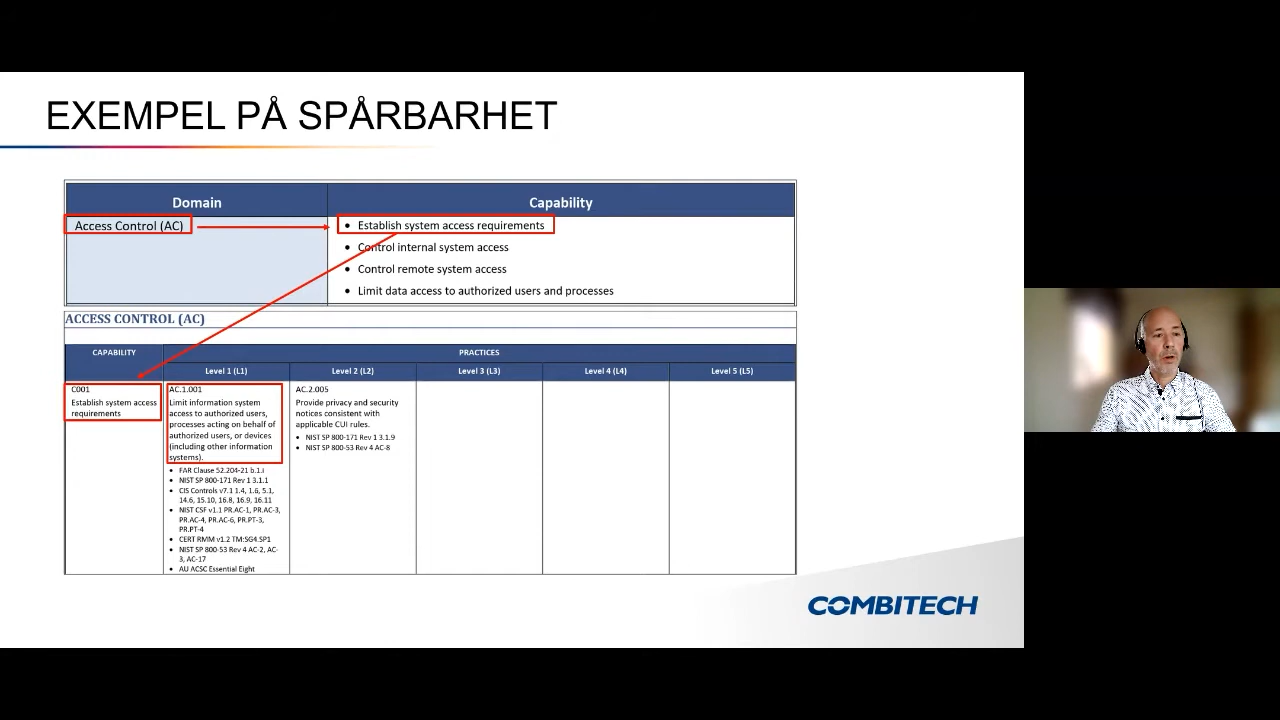 EXEMPEL PÅ SPÅRBARHET
Domain
Capability
Access Control (AC)
• Establish system access requirements
• Control internal system access
• Control remote system access
• Limit data access to authorized users and processes
ACCESS CONTROL (AC)
CAPABILITY
PRACTICES
Level 1 (L1)
Level 2 (L2)
Level 3 (L3)
Level 4 (L4)
Level 5 (L5)
C001
Establish system access
requirements
AC.1.001
Limit information system
access to authorized users,
processes acting on behalf of
authorized users, or devices
(including other information
systems).
• FAR Clause 52.204-21 b.1.i
• NIST SP 800-171 Rev 1 3.1.1
• CIS Controls v7.1 1.4, 1.6, 5.1,
14.6, 15.10, 16.8, 16.9, 16.11
• NIST CSF v1.1 PR.AC-1, PR.AC-3,
PR.AC-4, PR.AC-6, PR.PT-3,
PR.PT-4
• CERT RMM v1.2 TM:SG4.SP1
• NIST SP 800-53 Rev 4 AC-2, AC-
3, AC-17
• AU ACSC Essential Eight
AC.2.005
Provide privacy and security
notices consistent with
applicable CUI rules.
• NIST SP 800-171 Rev 1 3.1.9
• NIST SP 800-53 Rev 4 AC-8
COMBITECH